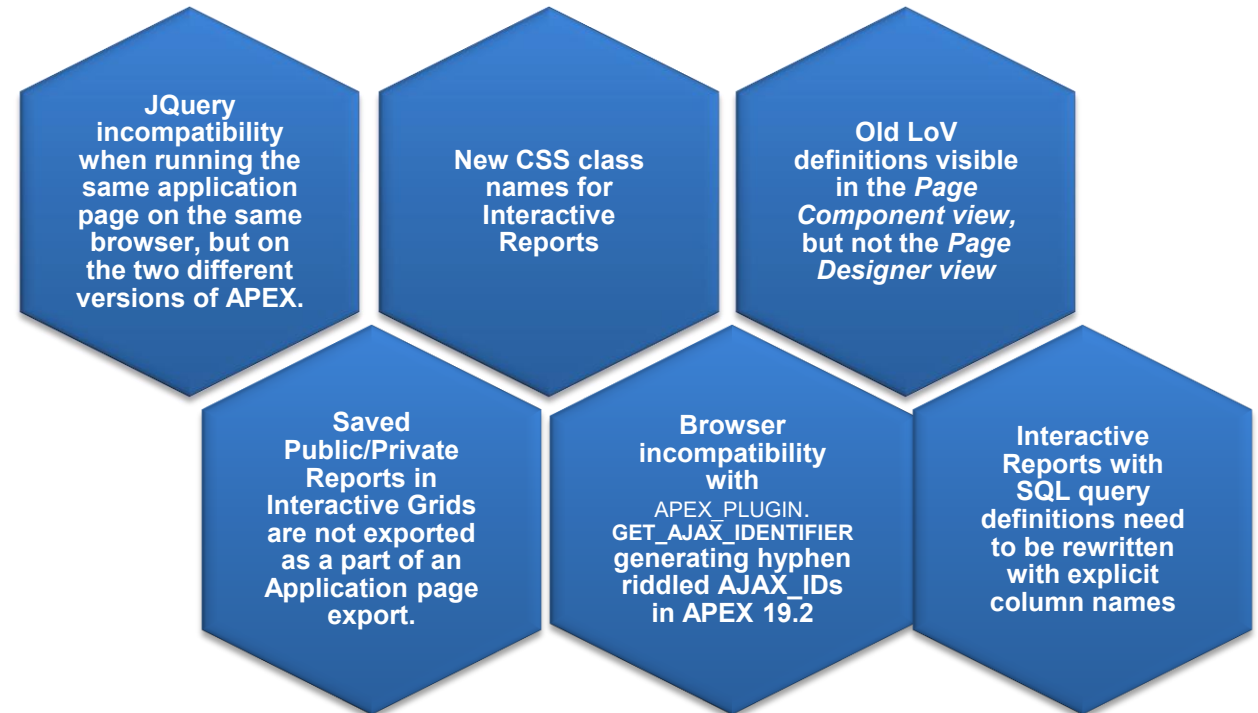 JQuery
incompatibility
when running the
same application
page on the same
browser, but on
the two different
versions of APEX.
New CSS class
names for
Interactive
Reports
Old LoV
definitions visible
in the Page
Component view,
but not the Page
Designer view
Saved
Public/Private
Reports in
Interactive Grids
are not exported
as a part of an
Application page
export.
Browser
incompatibility
with
APEX_PLUGIN.
GET_AJAX_IDENTIFIER
generating hyphen
riddled AJAX_IDs
in APEX 19.2
Interactive
Reports with
SQL query
definitions need
to be rewritten
with explicit
column names